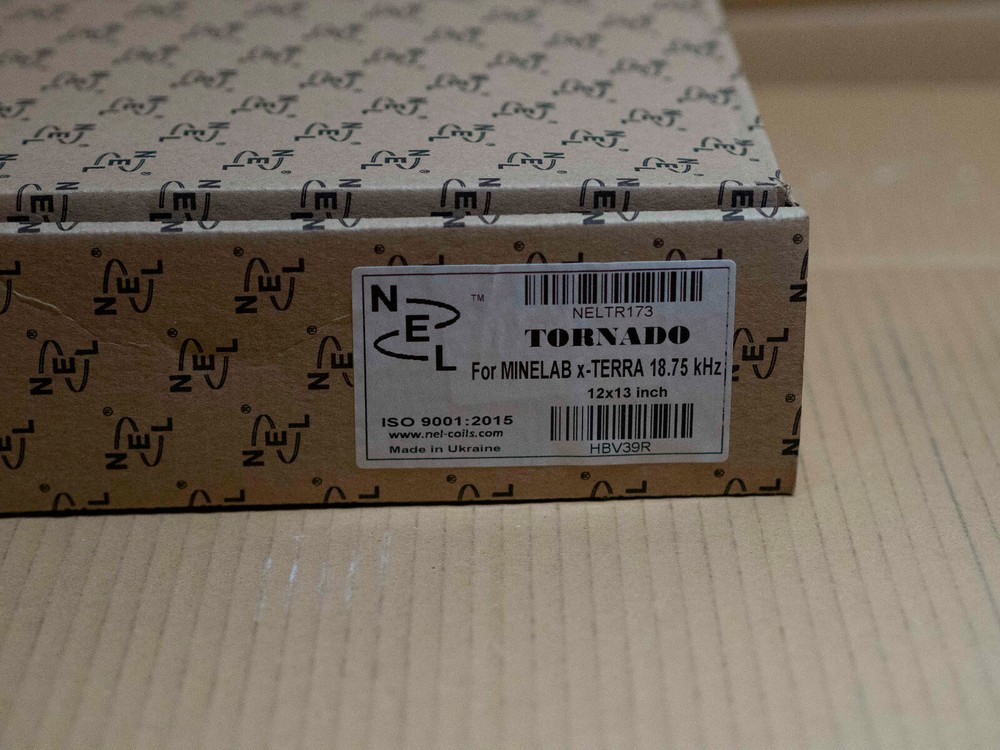 NEL ™
NELTR173
TORNADO
For MINELAB x-TERRA 18.75 kHz
12x13 inch
ISO 9001:2015
www.nel-coils.com
Made in Ukraine
HBV39R
NEL ®